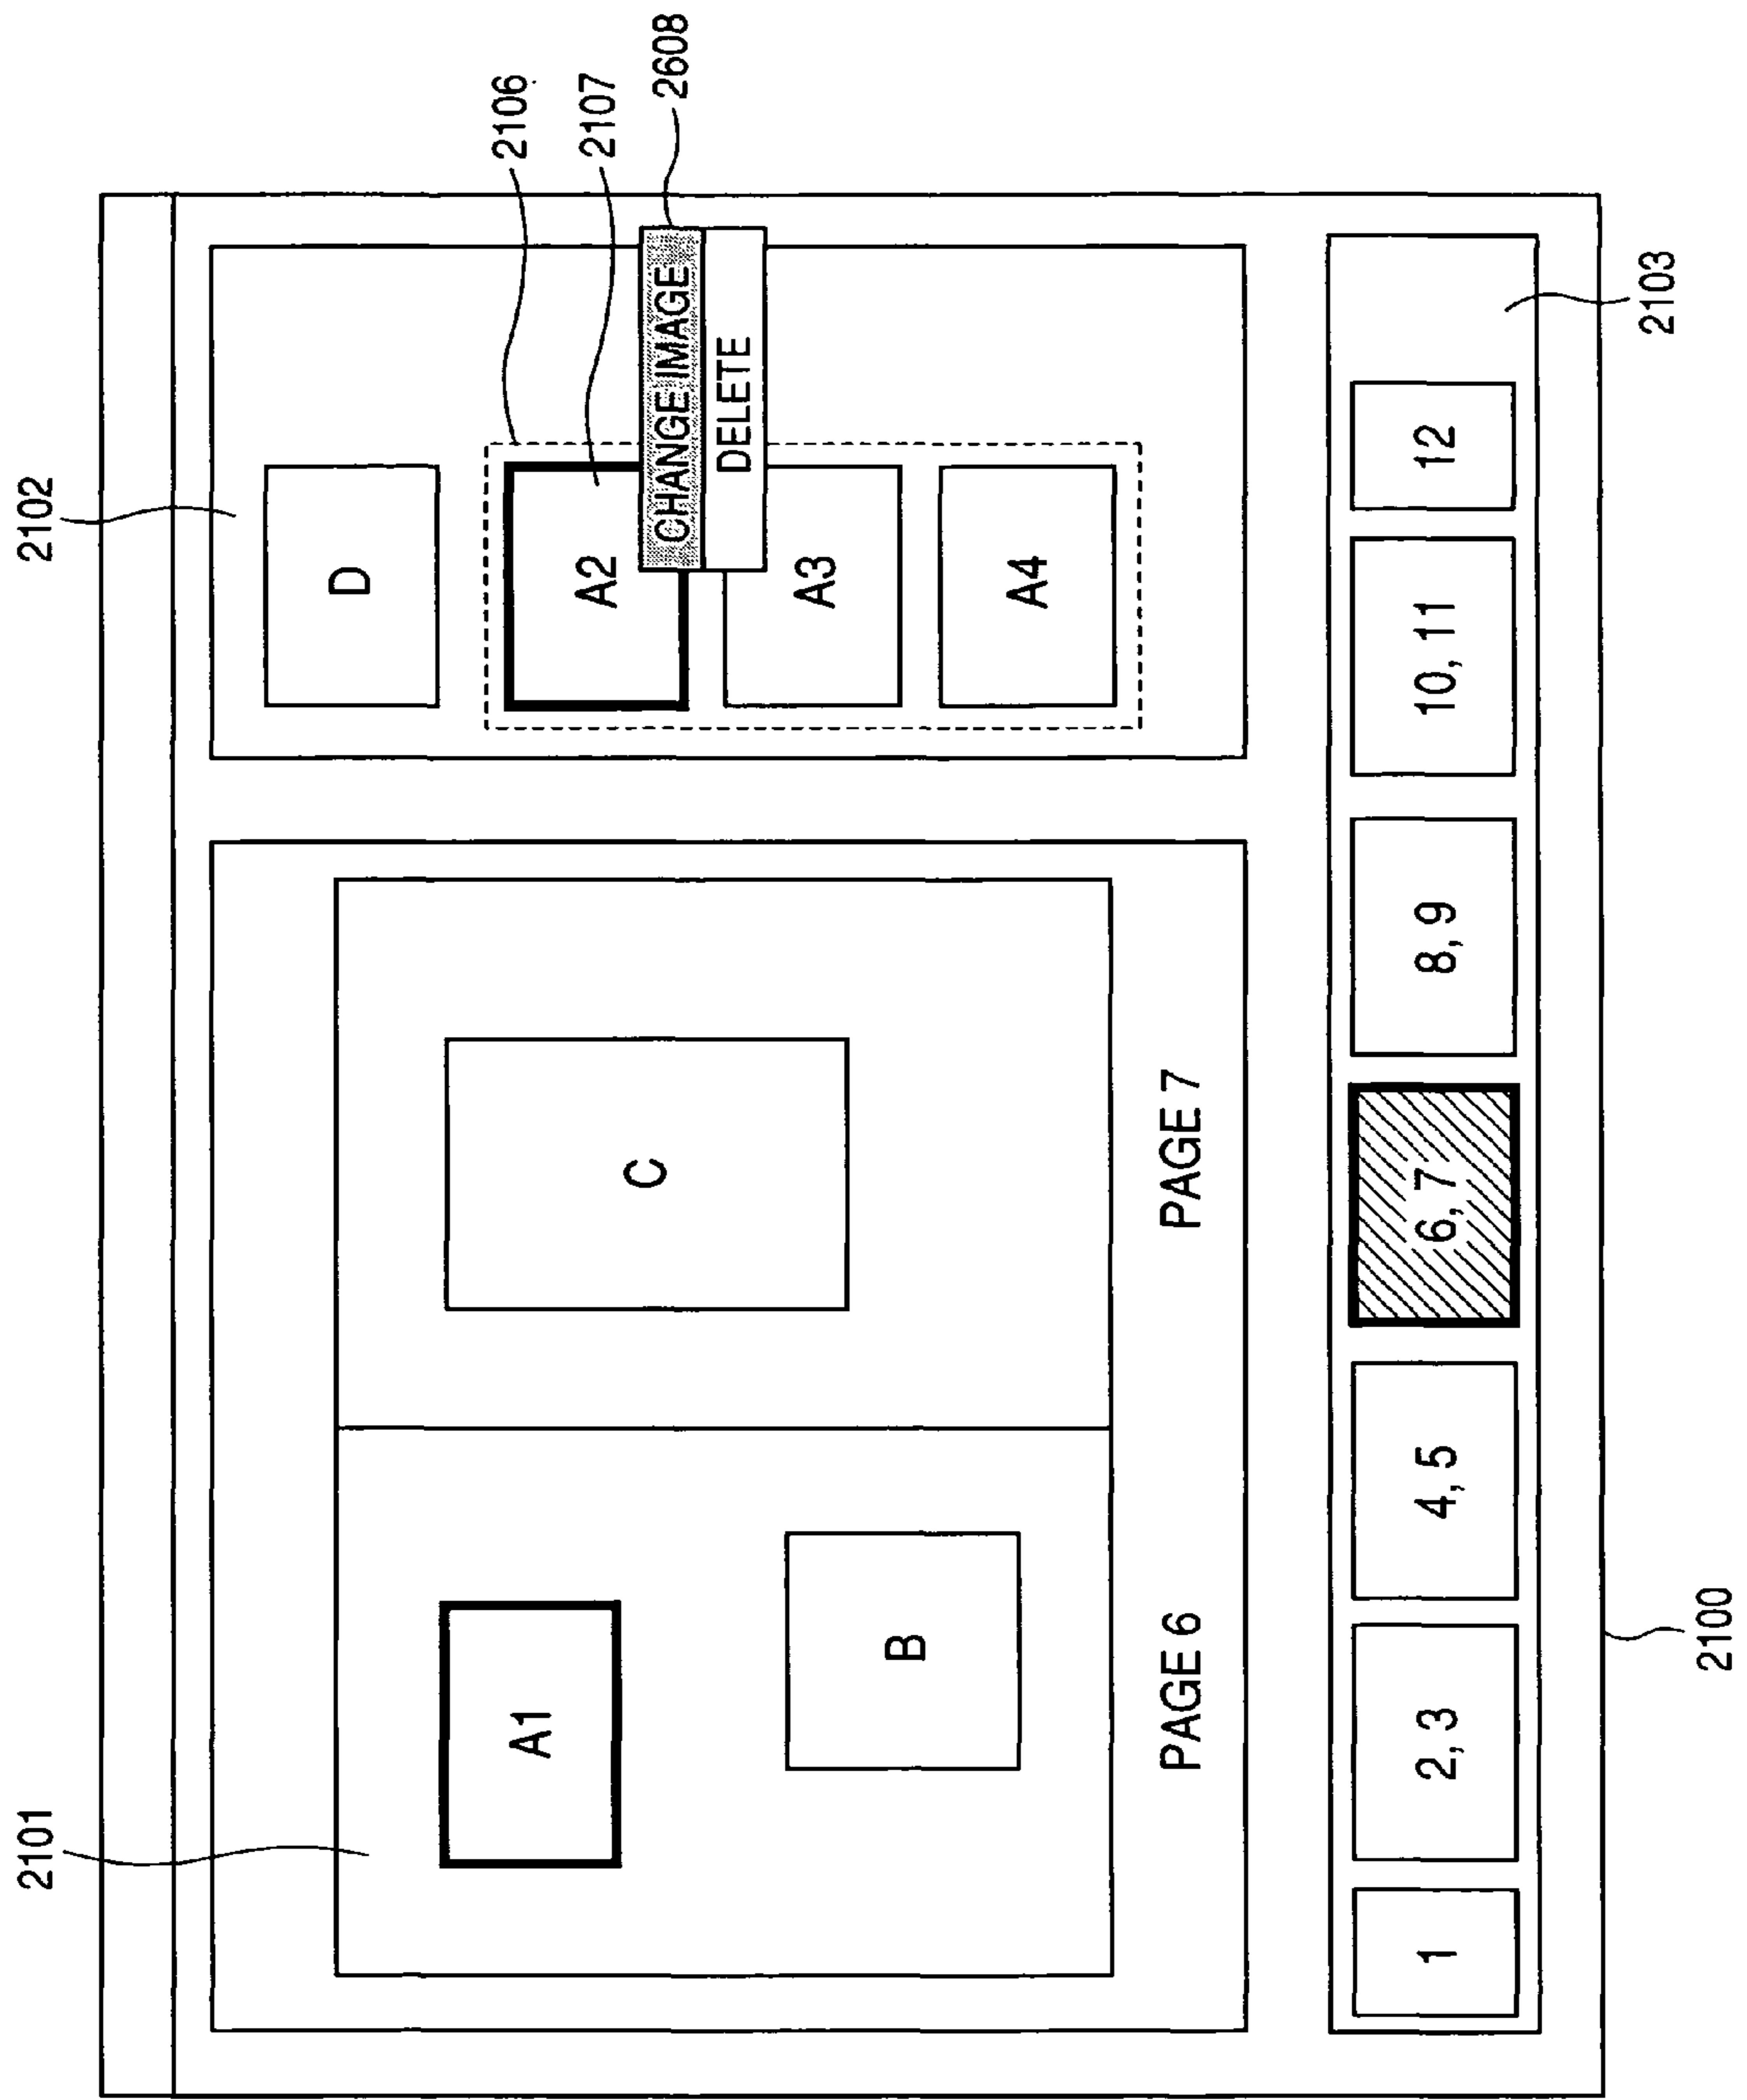 2101
2102
2106
2107
2608
A1
B
C
PAGE 6
PAGE 7
D
A2
A3
A4
CHANGE IMAGE
DELETE
1
2, 3
4, 5
6, 7
8, 9
10, 11
12
2103
2100